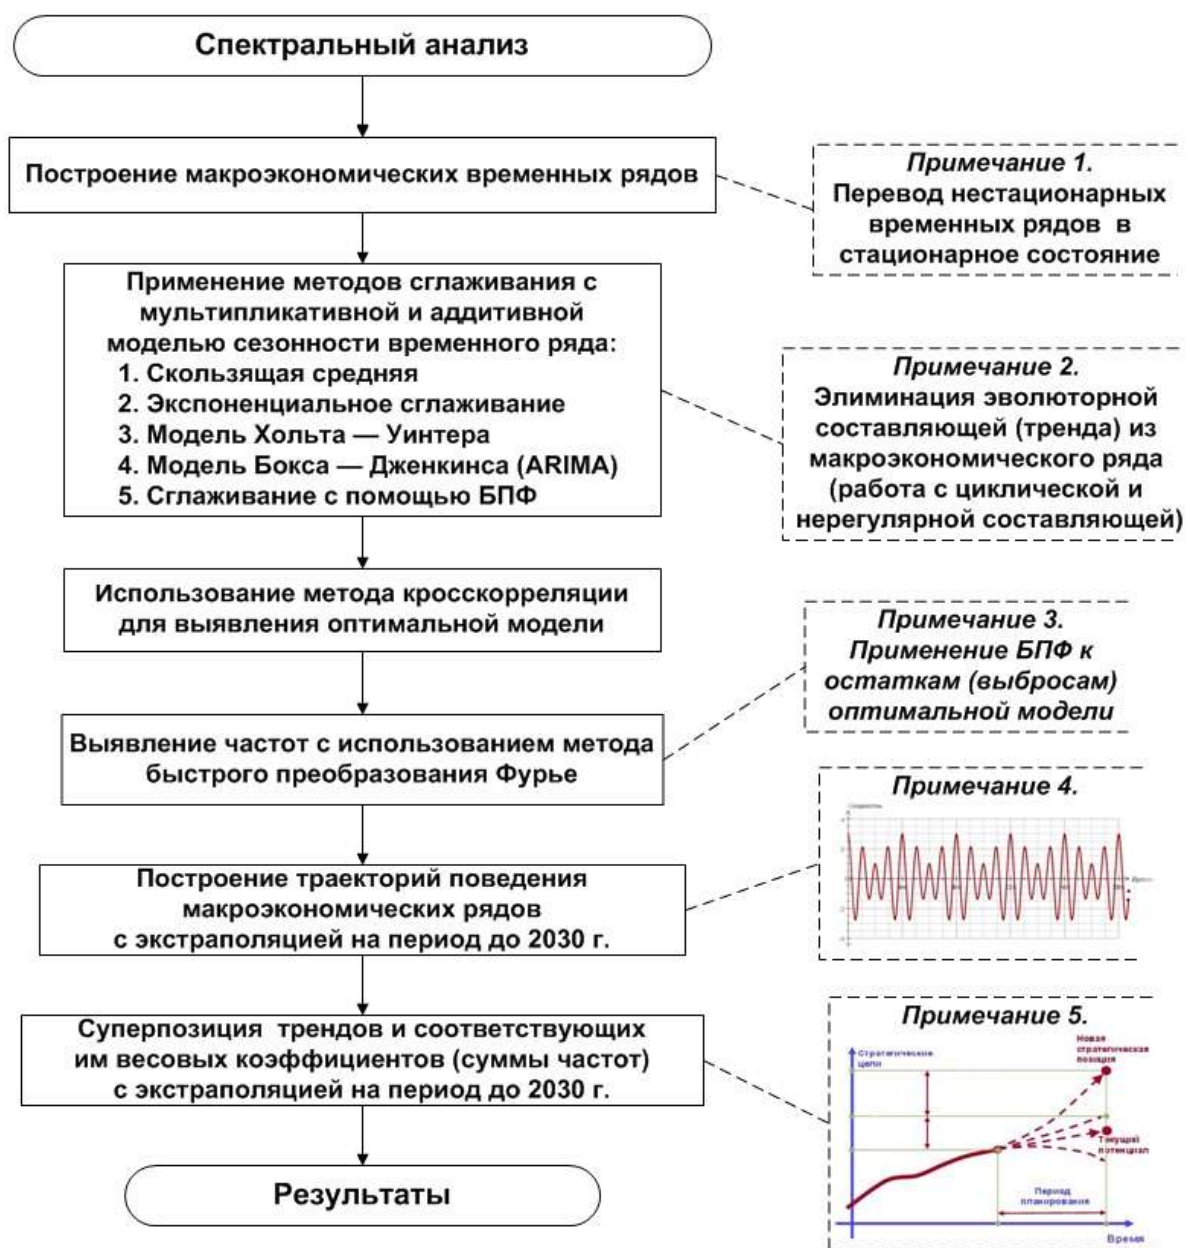 Спектральный анализ
Построение макроэкономических временных рядов
Примечание 1.
Перевод нестационарных
временных рядов в
стационарное состояние
Применение методов сглаживания с
мультипликативной и аддитивной
моделью сезонности временного ряда:
1. Скользящая средняя
2. Экспоненциальное сглаживание
3. Модель Хольта — Уинтера
4. Модель Бокса — Дженкинса (ARIMA)
5. Сглаживание с помощью БПФ
Примечание 2.
Элиминация эволюторной
составляющей (тренда) из
макроэкономического ряда
(работа с циклической и
нерегулярной составляющей)
Использование метода кросскорреляции
для выявления оптимальной модели
Примечание 3.
Применение БПФ к
остаткам (выбросам)
оптимальной модели
Выявление частот с использованием метода
быстрого преобразования Фурье
Примечание 4.
Построение траекторий поведения
макроэкономических рядов
с экстраполяцией на период до 2030 г.
Суперпозиция трендов и соответствующих
им весовых коэффициентов (суммы частот)
с экстраполяцией на период до 2030 г.
Примечание 5.
Стратегические
цели
Новая
стратегическая
позиция
Текущий
потенциал
Период
планирования
Время
Результаты